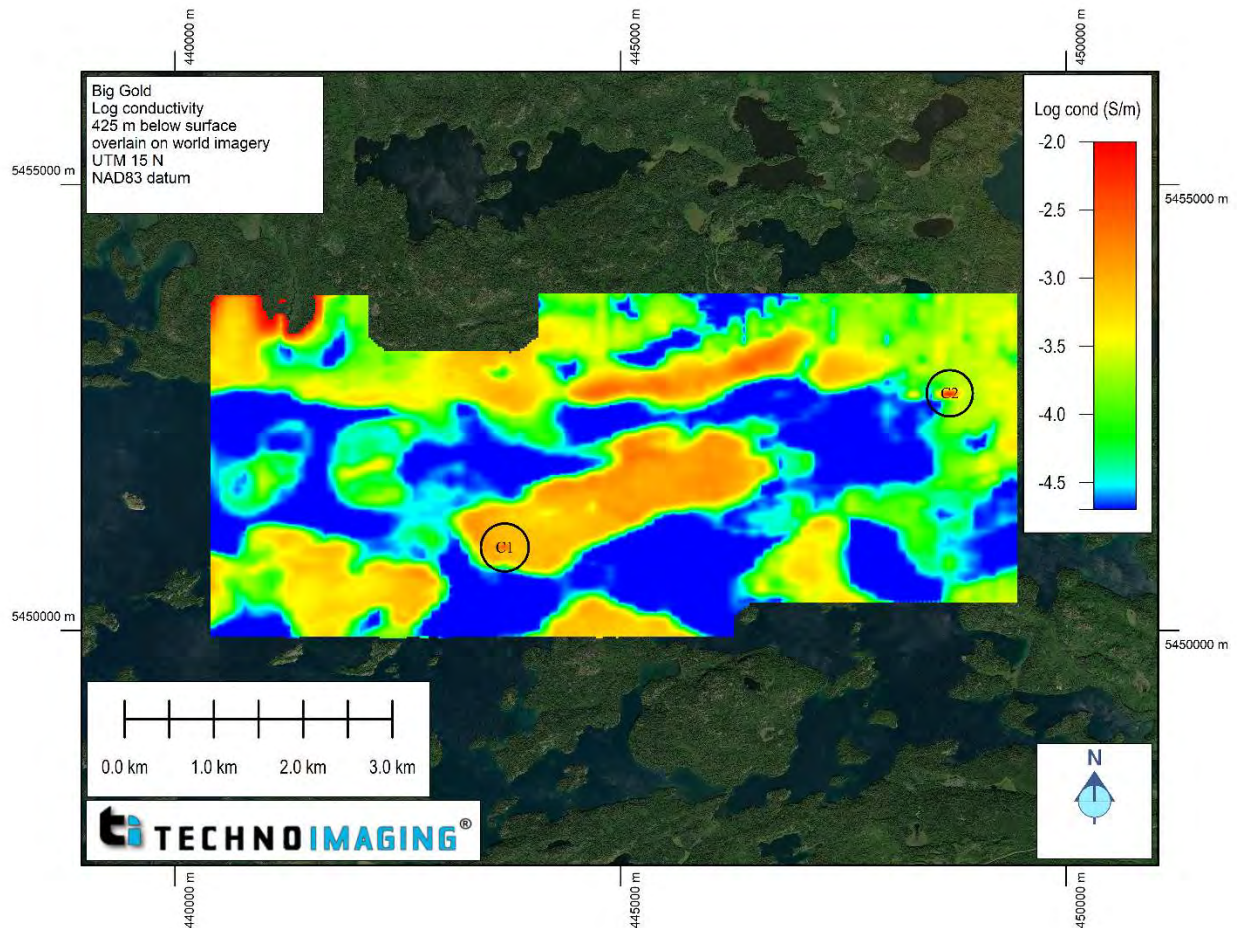 440000 m
445000 m
450000 m
Big Gold
Log conductivity
425 m below surface
overlain on world imagery
UTM 15 N
NAD83 datum
Log cond (S/m)
-2.0
-2.5
-3.0
-3.5
-4.0
-4.5
5455000 m
5455000 m
C2
C1
5450000 m
5450000 m
0.0 km 1.0 km 2.0 km 3.0 km
N
ti TECHNOIMAGING®
440000 m
445000 m
450000 m